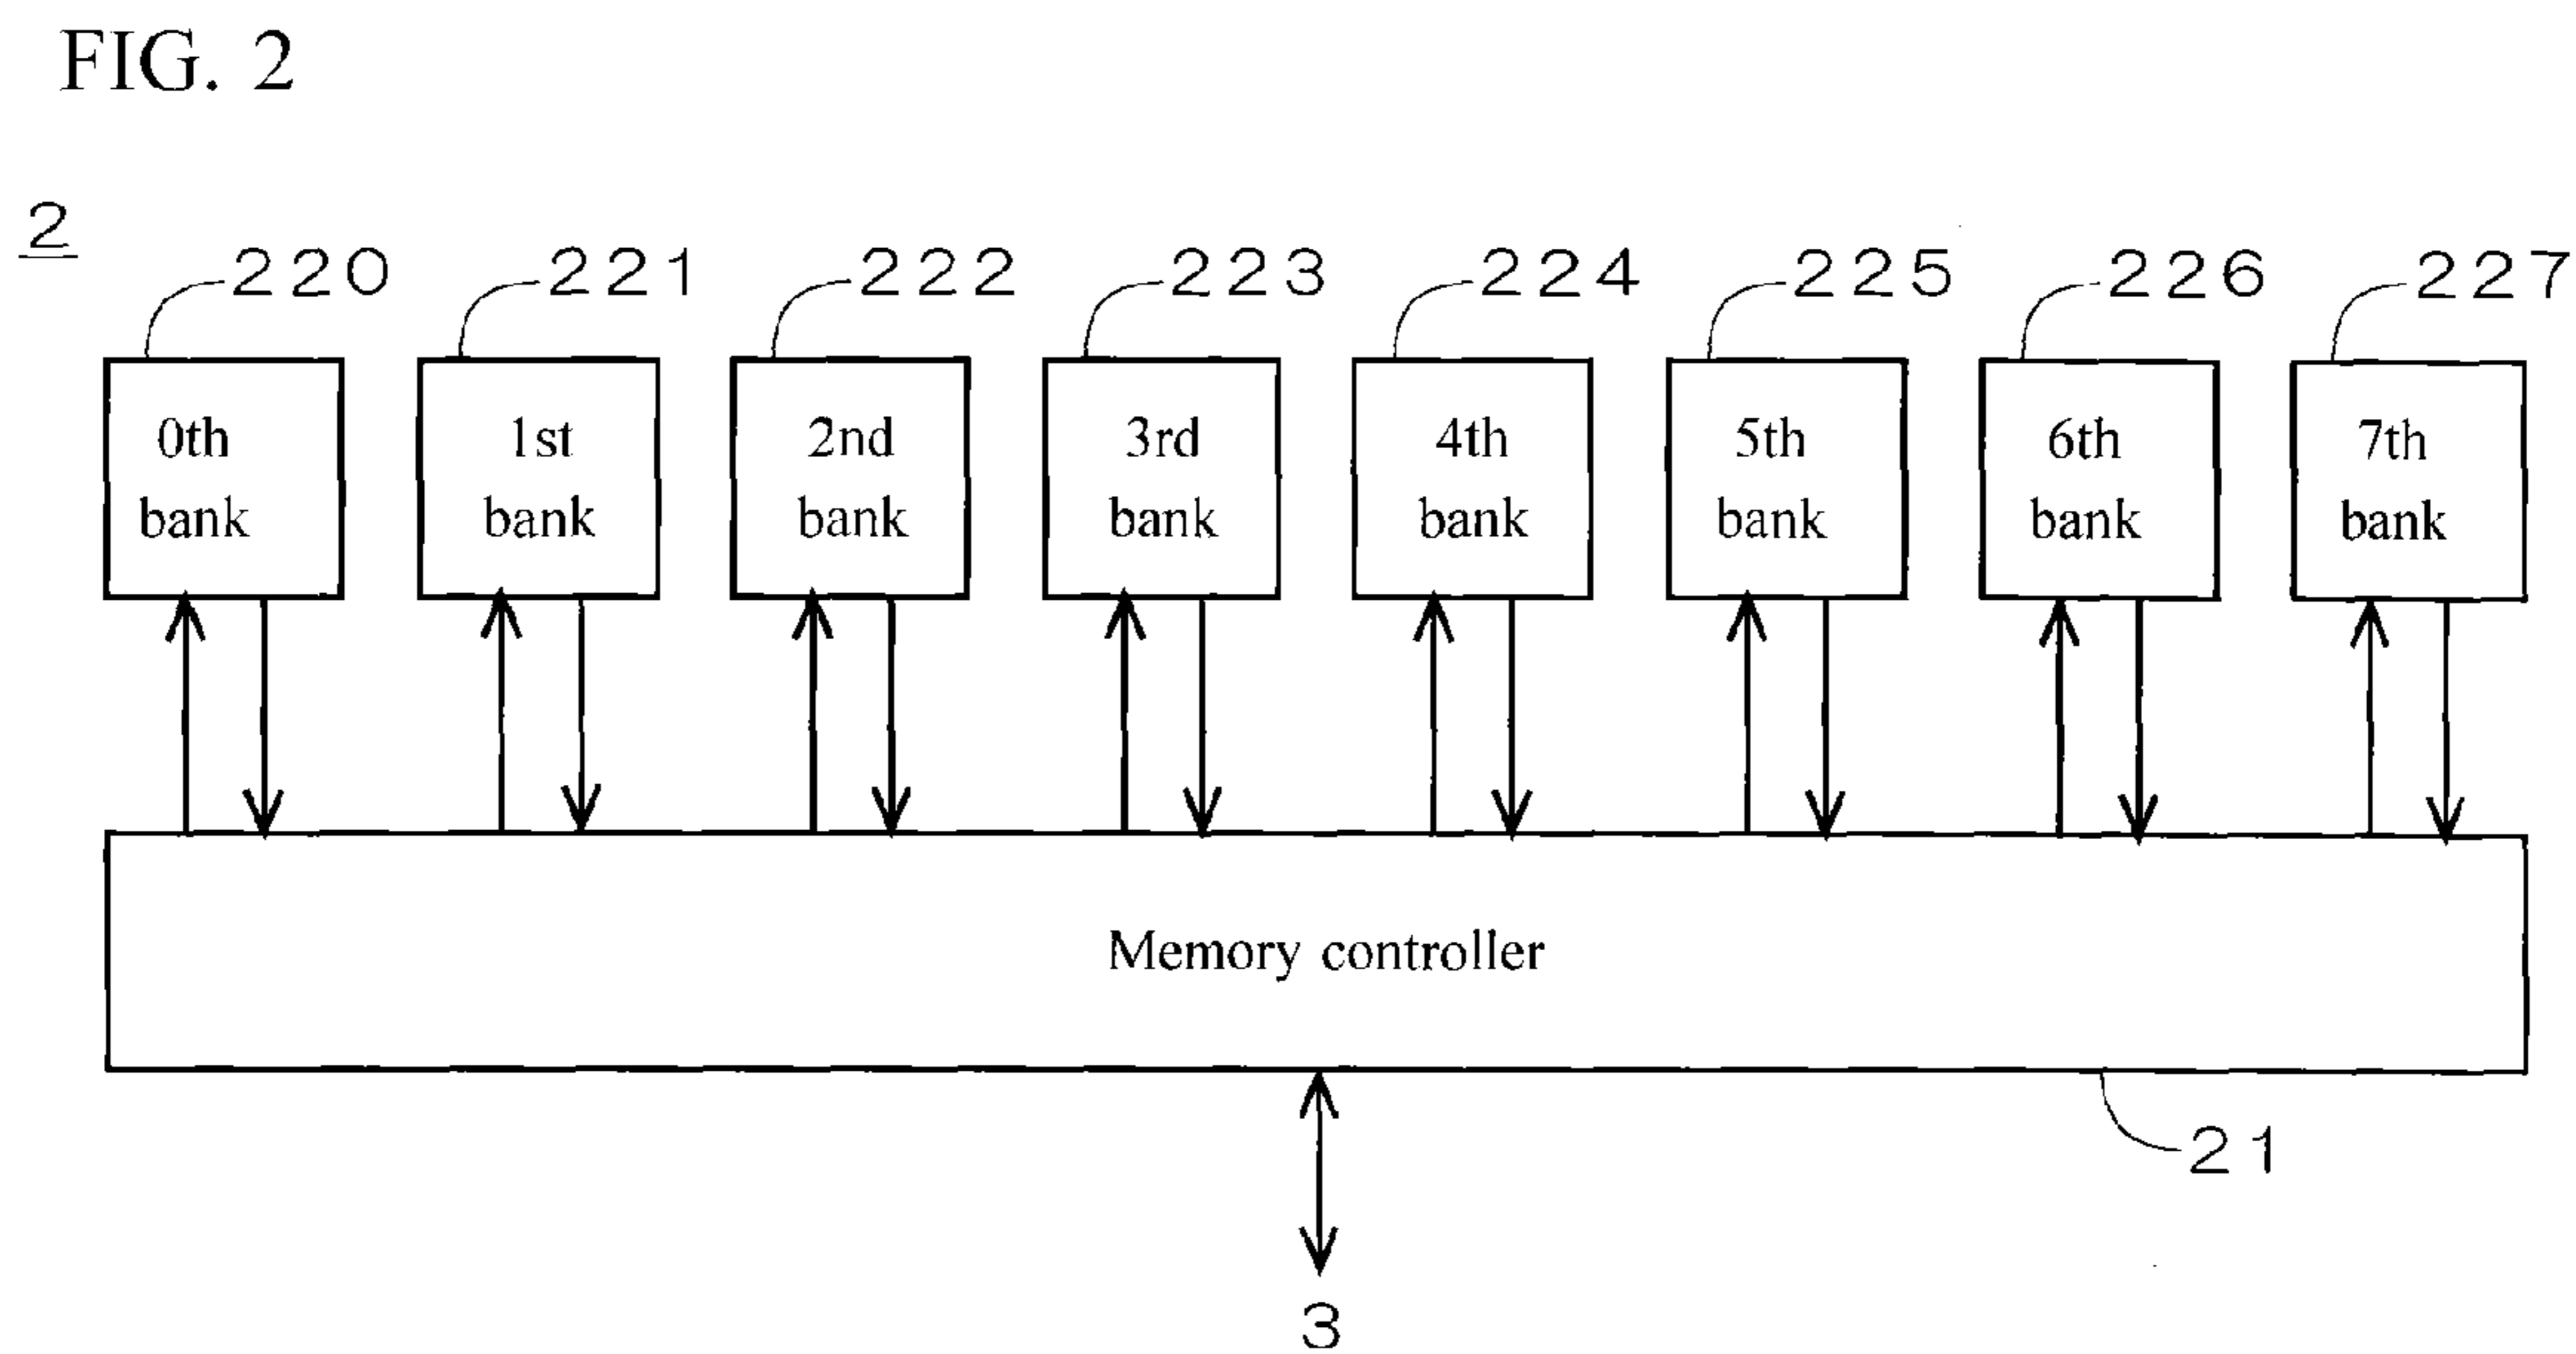 FIG. 2
2
220 221 222 223 224 225 226 227
0th bank
1st bank
2nd bank
3rd bank
4th bank
5th bank
6th bank
7th bank
Memory controller
21
3